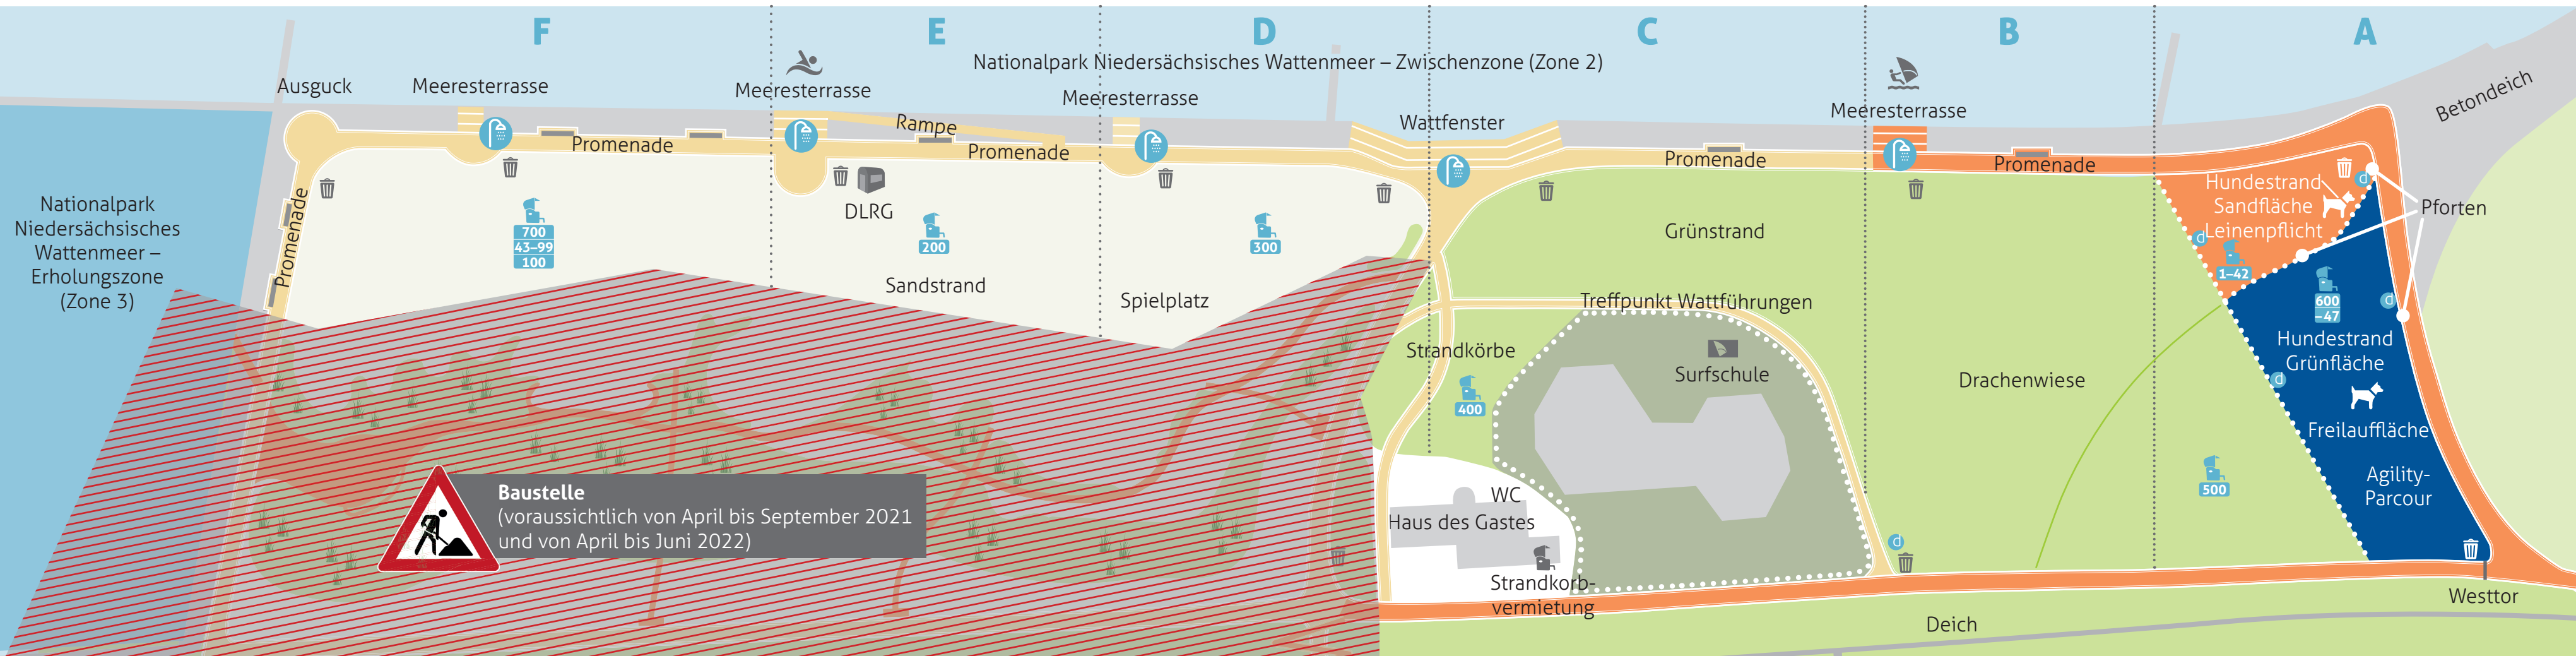 F
E
D
C
B
A
Nationalpark Niedersächsisches Wattenmeer – Zwischenzone (Zone 2)
Ausguck
Meeresterrasse
Meeresterrasse
Meeresterrasse
Wattfenster
Meeresterrasse
Betondeich
Promenade
Rampe
Promenade
Promenade
Promenade
Promenade
DLRG
Nationalpark
Niedersächsisches
Wattenmeer –
Erholungszone
(Zone 3)
700
43–99
100
200
300
Sandstrand
Spielplatz
Grünstrand
Treffpunkt Wattführungen
Strandkörbe
400
Surfschule
Drachenwiese
Hundestrand
Sandfläche
Leinenpflicht
d
d
1–42
Pforten
600
–47
d
Hundestrand
Grünfläche
d
Freilauffläche
Agility-
Parcour
500
Baustelle
(voraussichtlich von April bis September 2021
und von April bis Juni 2022)
WC
Haus des Gastes
d
Strandkorb-
vermietung
Westtor
Deich